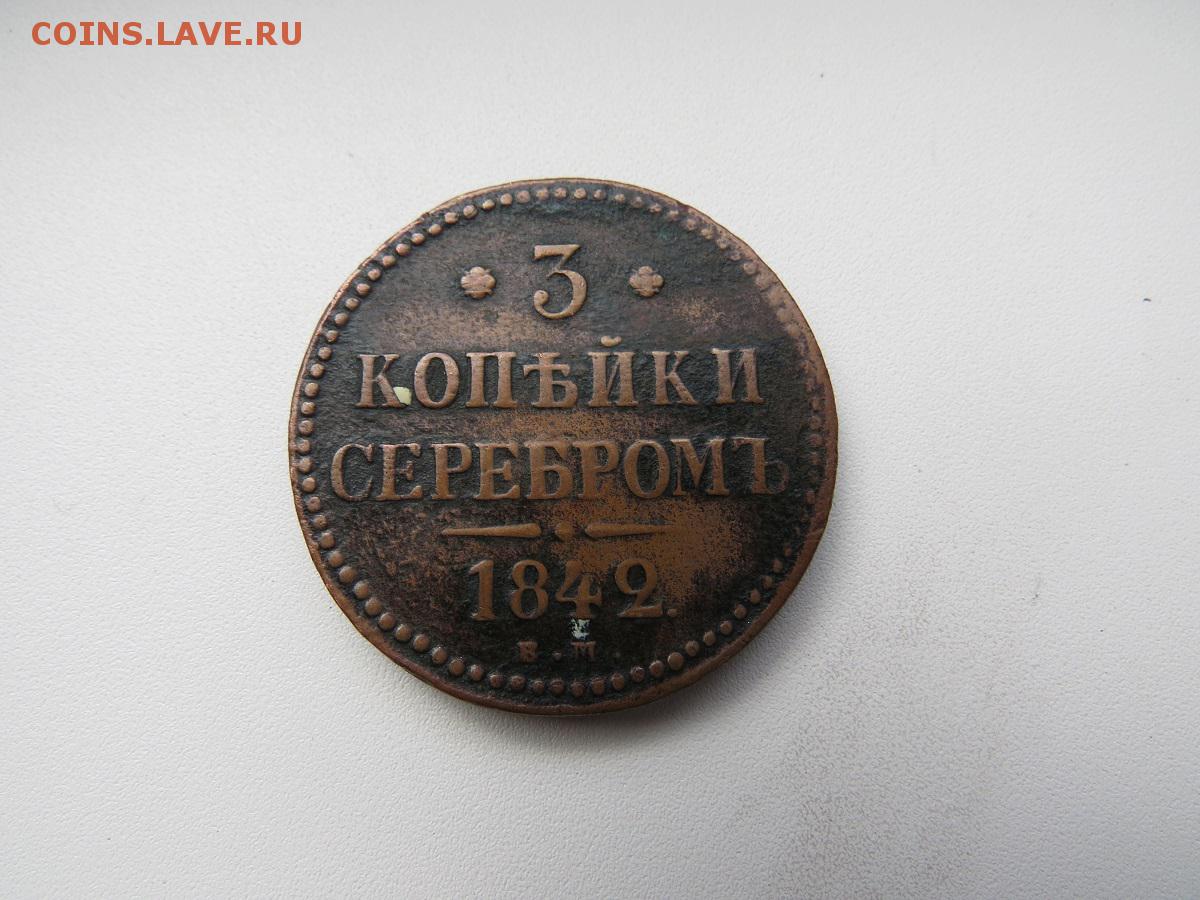 COINS.LAVE.RU
3
КОПѢЙКИ
СЕРЕБРОМЪ
1842.
Е.М.